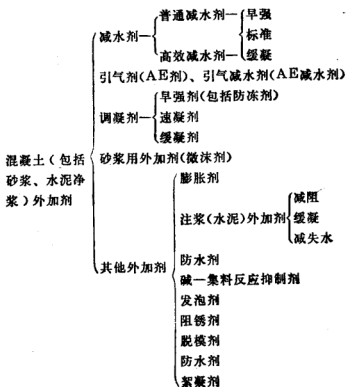 普通减水剂—
早强
减水剂—
标准
高效减水剂—
缓凝
引气剂(AE剂)、引气减水剂(AE减水剂)
早强剂(包括防冻剂)
调凝剂—
速凝剂
缓凝剂
混凝土(包括
砂浆、水泥净
浆)外加剂
砂浆用外加剂(微沫剂)
膨胀剂
减阻
注浆(水泥)外加剂
缓凝
减失水
其他外加剂
防水剂
碱一集料反应抑制剂
发泡剂
阻锈剂
脱模剂
防水剂
絮凝剂